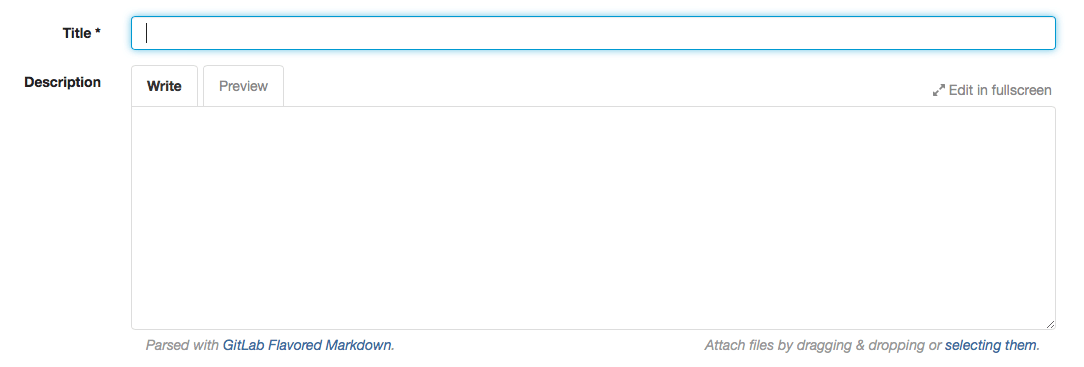 Title *
Description
Write
Preview
Edit in fullscreen
Parsed with GitLab Flavored Markdown.
Attach files by dragging & dropping or selecting them.